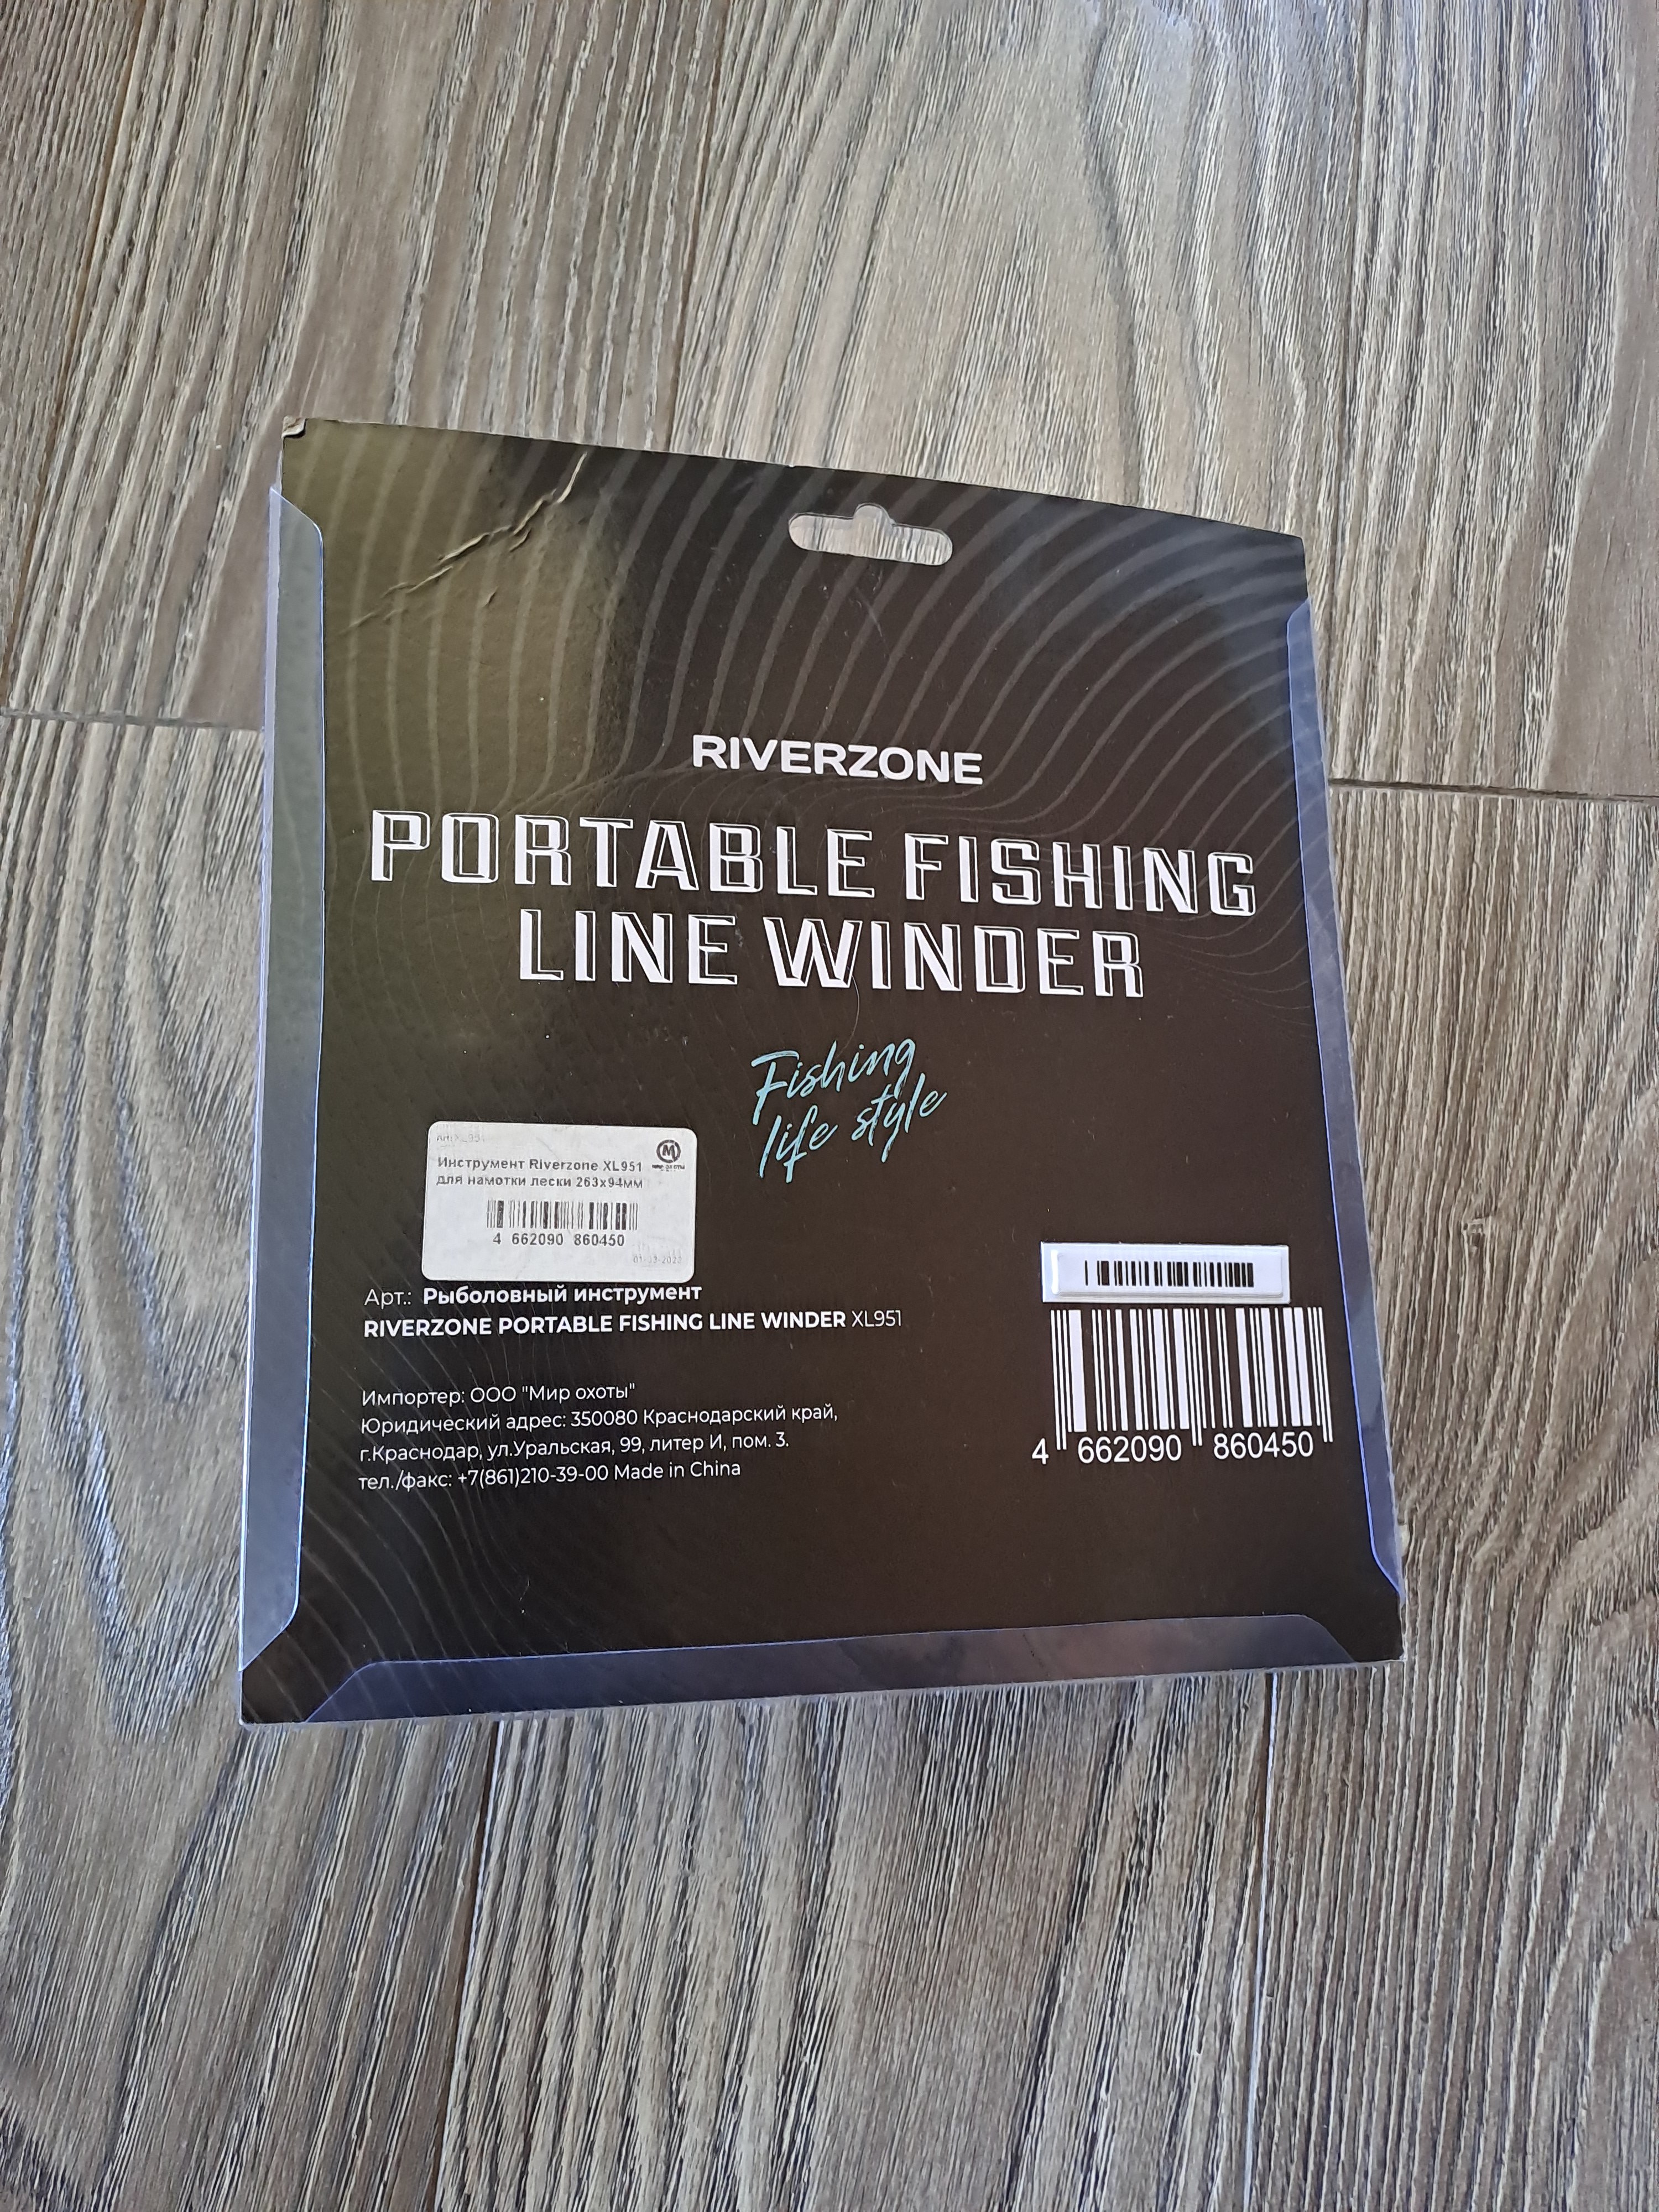 RIVERZONE
PORTABLE FISHING
LINE WINDER
Fishing
life style
Инструмент Riverzone XL951
для намотки лески 263х94мм
4 662090 860450
Арт.: Рыболовный инструмент
RIVERZONE PORTABLE FISHING LINE WINDER XL951
Импортер: ООО "Мир охоты"
Юридический адрес: 350080 Краснодарский край,
г.Краснодар, ул.Уральская, 99, литер И, пом. 3.
тел./факс: +7(861)210-39-00 Made in China
4 662090 860450